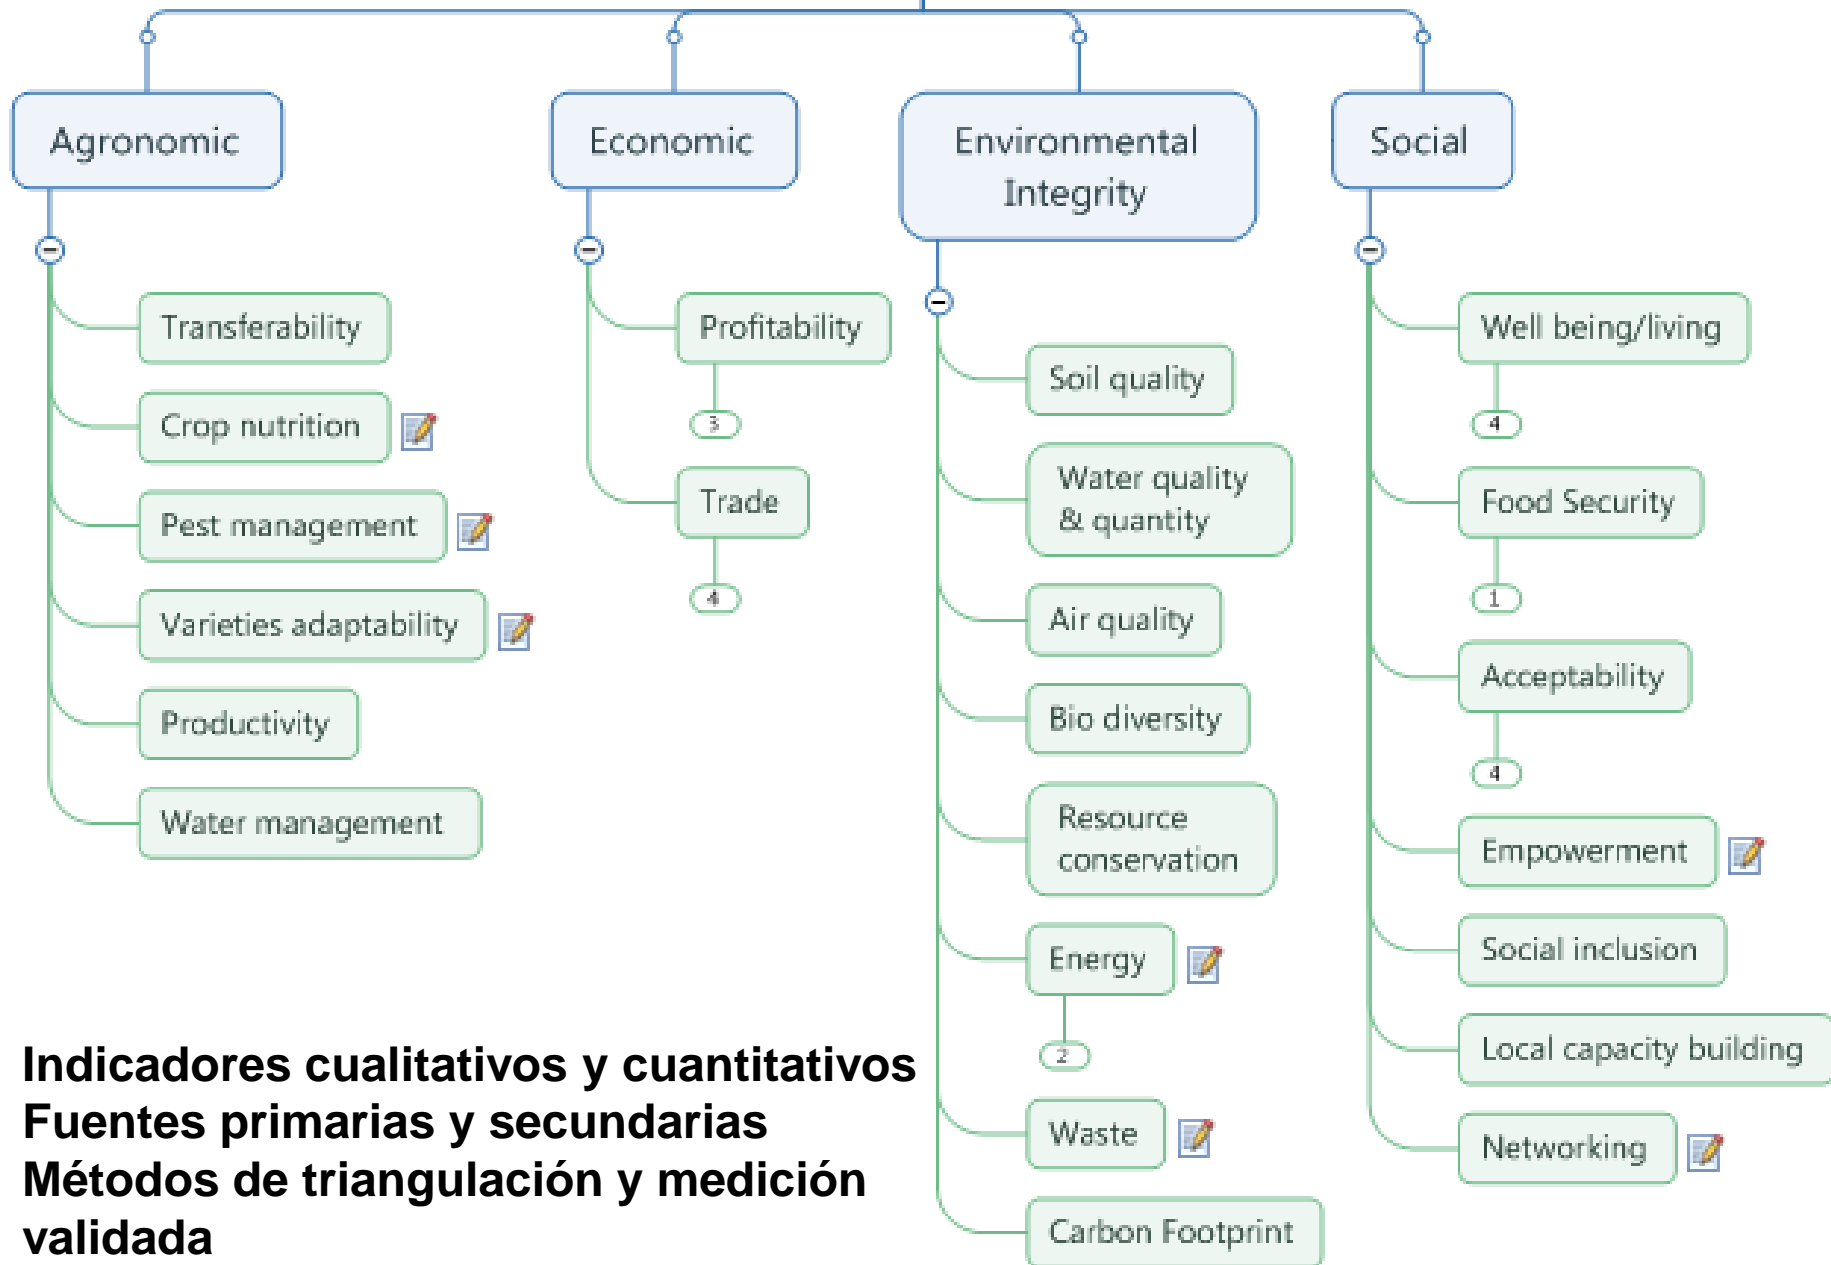 Agronomic
Transferability
Crop nutrition
Pest management
Varieties adaptability
Productivity
Water management
Economic
Profitability
3
Trade
4
Environmental
Integrity
Soil quality
Water quality
& quantity
Air quality
Bio diversity
Resource
conservation
Energy
2
Waste
Carbon Footprint
Social
Well being/living
4
Food Security
1
Acceptability
4
Empowerment
Social inclusion
Local capacity building
Networking
Indicadores cualitativos y cuantitativos
Fuentes primarias y secundarias
Métodos de triangulación y medición
validada